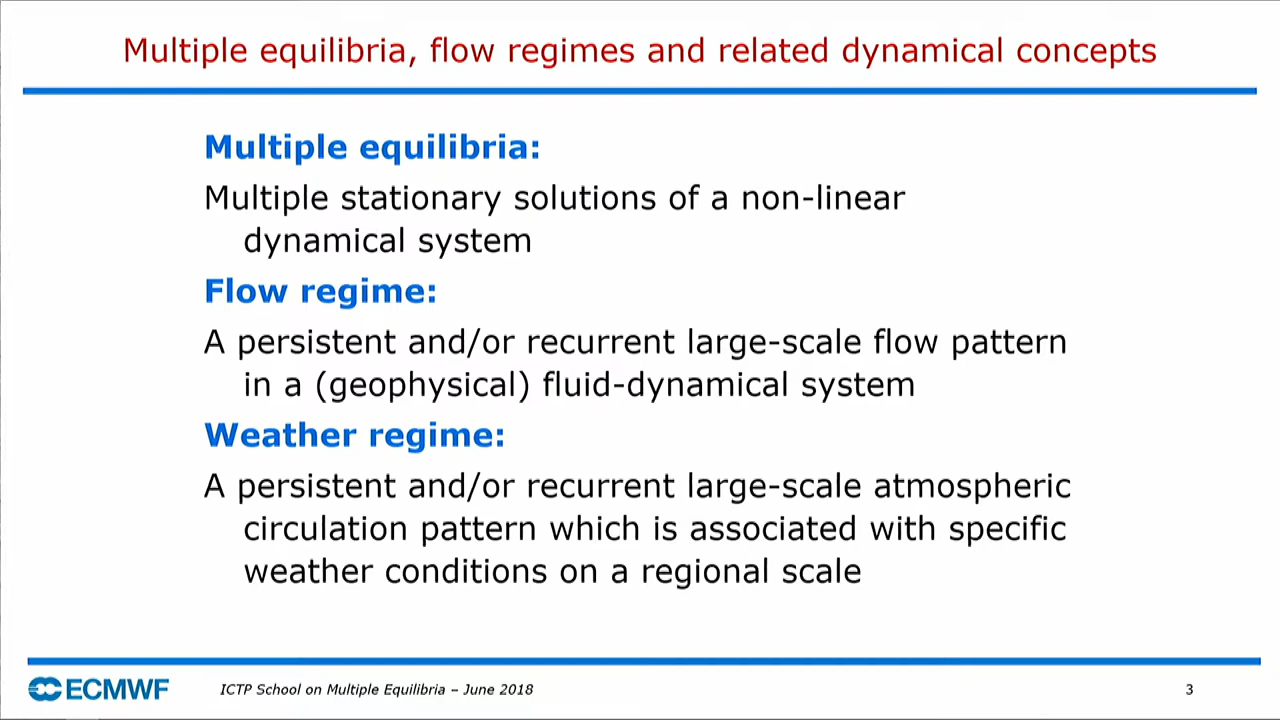 Multiple equilibria, flow regimes and related dynamical concepts
Multiple equilibria:
Multiple stationary solutions of a non-linear
dynamical system
Flow regime:
A persistent and/or recurrent large-scale flow pattern
in a (geophysical) fluid-dynamical system
Weather regime:
A persistent and/or recurrent large-scale atmospheric
circulation pattern which is associated with specific
weather conditions on a regional scale
ECMWF
ICTP School on Multiple Equilibria – June 2018
3